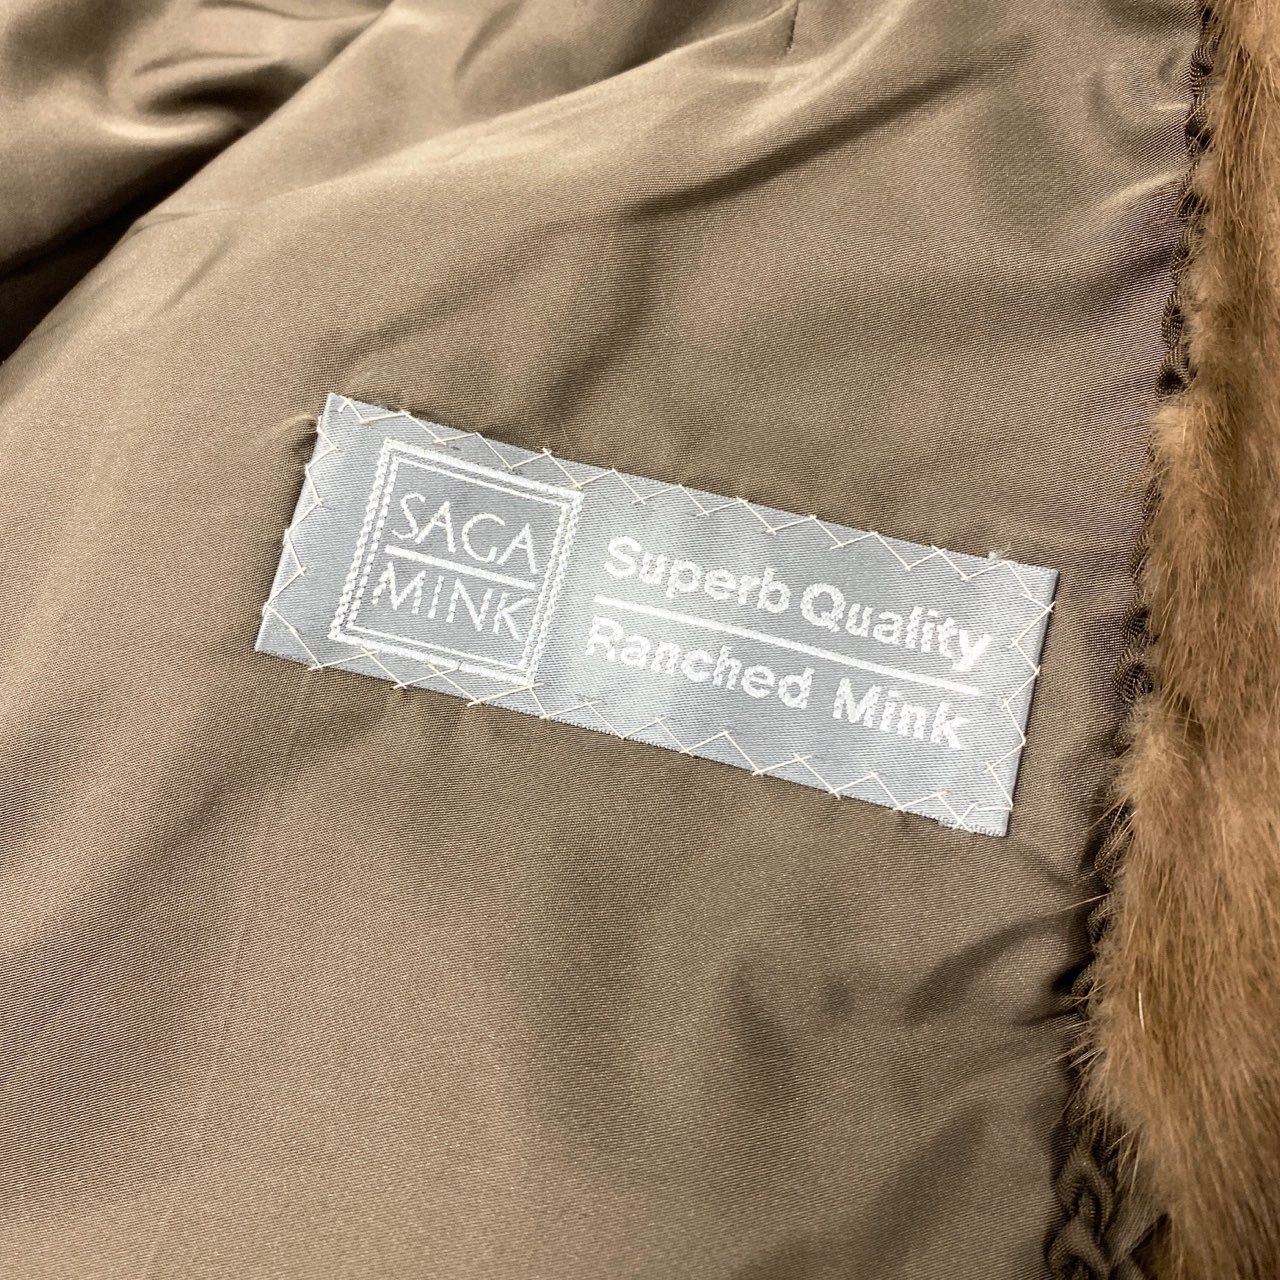 SAGA
MINK
Superb Quality
Ranched Mink